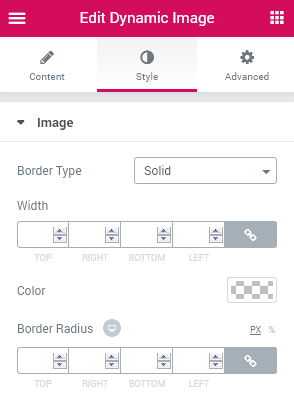 Edit Dynamic Image
Content Style Advanced
Image
Border Type Solid
Width
TOP RIGHT BOTTOM LEFT
Color
Border Radius PX %
TOP RIGHT BOTTOM LEFT